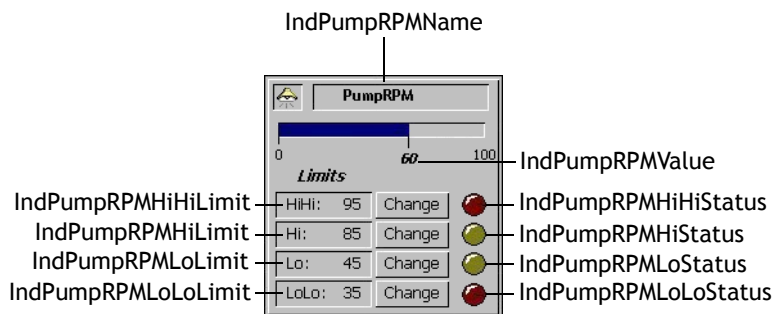 IndPumpRPMName
PumpRPM
0 60 100
IndPumpRPMValue
Limits
IndPumpRPMHiHiLimit HiHi: 95 Change IndPumpRPMHiHiStatus
IndPumpRPMHiLimit Hi: 85 Change IndPumpRPMHiStatus
IndPumpRPMLoLimit Lo: 45 Change IndPumpRPMLoStatus
IndPumpRPMLoLoLimit LoLo: 35 Change IndPumpRPMLoLoStatus